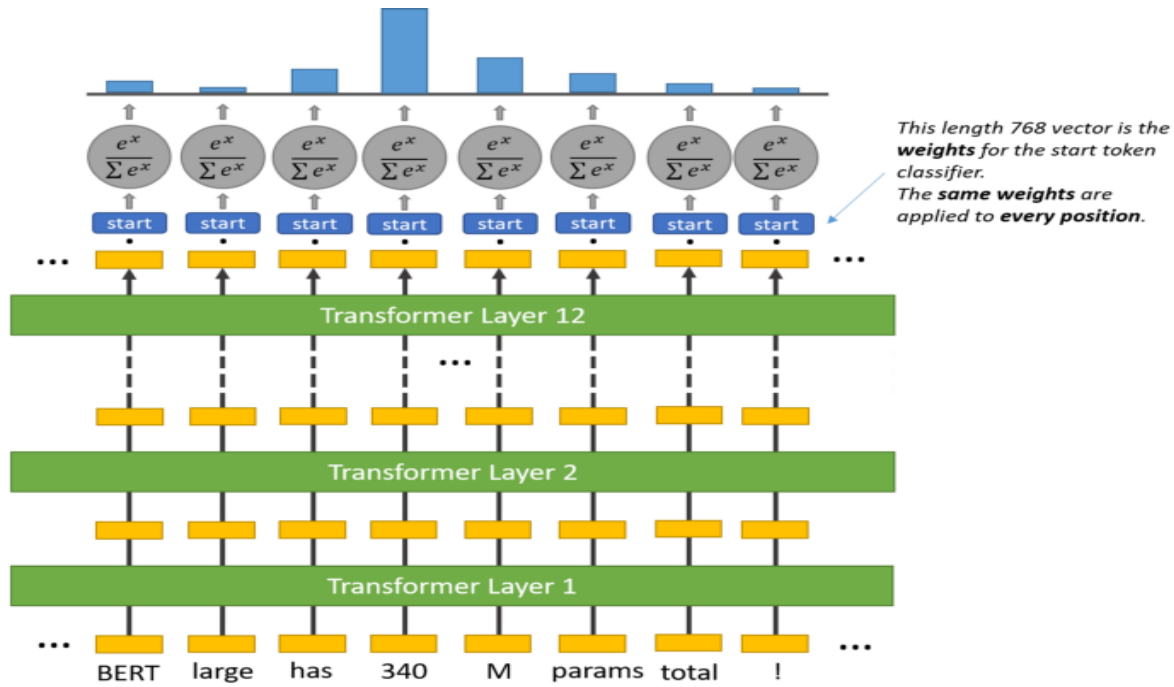 e^x e^x e^x e^x e^x e^x e^x e^x
∑ e^x ∑ e^x ∑ e^x ∑ e^x ∑ e^x ∑ e^x ∑ e^x ∑ e^x
start start start start start start start start
This length 768 vector is the
weights for the start token
classifier.
The same weights are
applied to every position.
... ...
Transformer Layer 12
...
Transformer Layer 2
Transformer Layer 1
... ...
BERT large has 340 M params total !